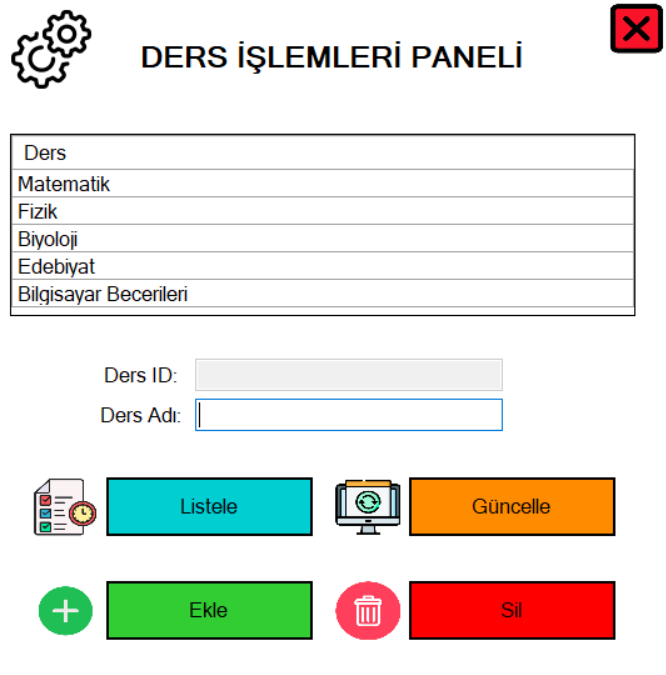 DERS İŞLEMLERİ PANELİ
Ders
Matematik
Fizik
Biyoloji
Edebiyat
Bilgisayar Becerileri
Ders ID:
Ders Adı:
Listele
Güncelle
Ekle
Sil